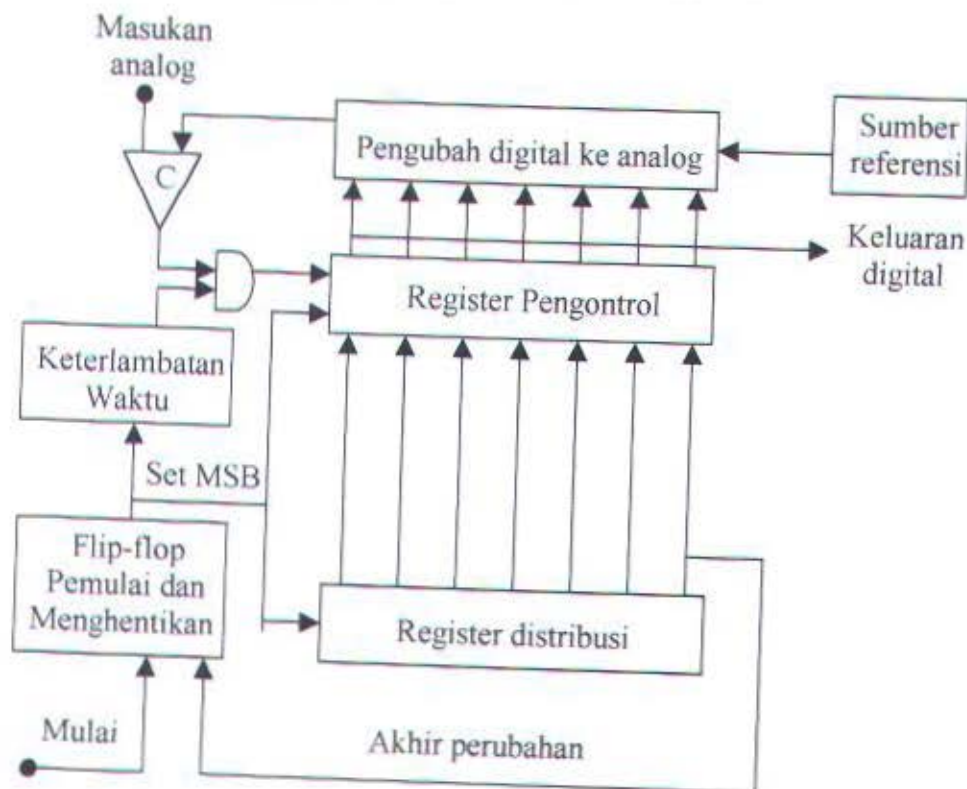 Masukan
analog
Pengubah digital ke analog
Sumber
referensi
C
Keluaran
digital
Register Pengontrol
Keterlambatan
Waktu
Set MSB
Flip-flop
Pemulai dan
Menghentikan
Register distribusi
Mulai
Akhir perubahan